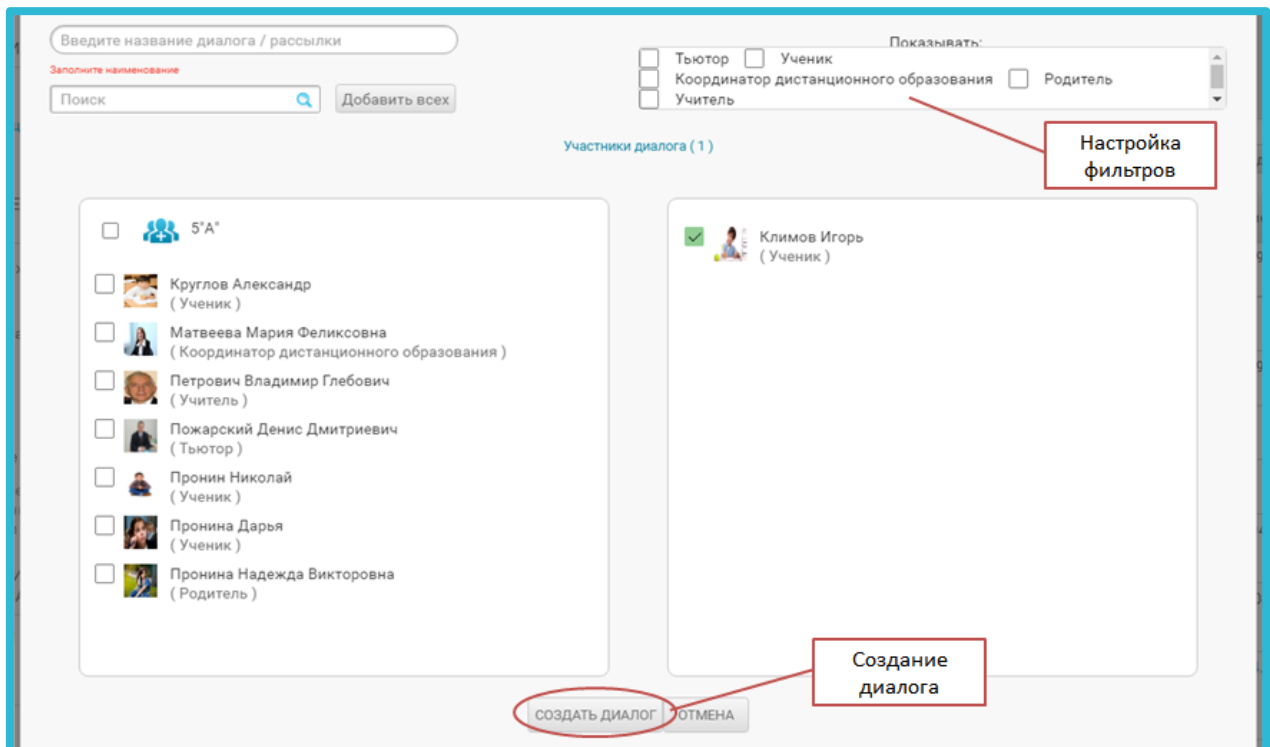 Введите название диалога / рассылки
Показывать:
Заполните наименование
Тьютор Ученик
Координатор дистанционного образования Родитель
Учитель
Поиск
Добавить всех
Настройка
фильтров
Участники диалога ( 1 )
5"А"
Климов Игорь
( Ученик )
Круглов Александр
( Ученик )
Матвеева Мария Феликсовна
( Координатор дистанционного образования )
Петрович Владимир Глебович
( Учитель )
Пожарский Денис Дмитриевич
( Тьютор )
Пронин Николай
( Ученик )
Пронина Дарья
( Ученик )
Пронина Надежда Викторовна
( Родитель )
Создание
диалога
СОЗДАТЬ ДИАЛОГ
ОТМЕНА